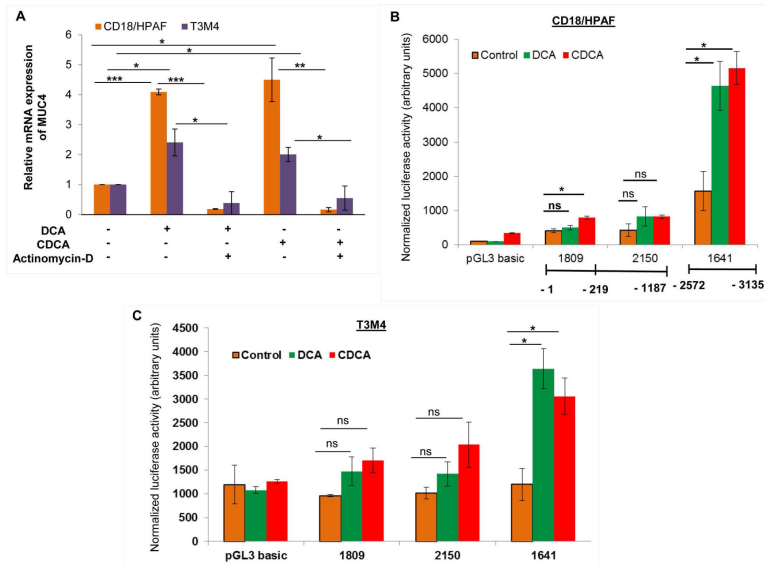 A
CD18/HPAF T3M4
Relative mRNA expression
of MUC4
6
5
4
3
2
1
0
*
*
* **
*** ***
* *
DCA - + + - -
CDCA - - - + +
Actinomycin-D - - + - +
B
CD18/HPAF
Control DCA CDCA
Normalized luciferase activity (arbitrary units)
6000
5000
4000
3000
2000
1000
0
*
ns
ns
ns
*
*
pGL3 basic 1809 2150 1641
- 1 - 219 - 1187 - 2572 - 3135
C
T3M4
Control DCA CDCA
Normalized luciferase activity (arbitrary units)
4500
4000
3500
3000
2500
2000
1500
1000
500
0
ns
ns
ns
ns
*
*
pGL3 basic 1809 2150 1641